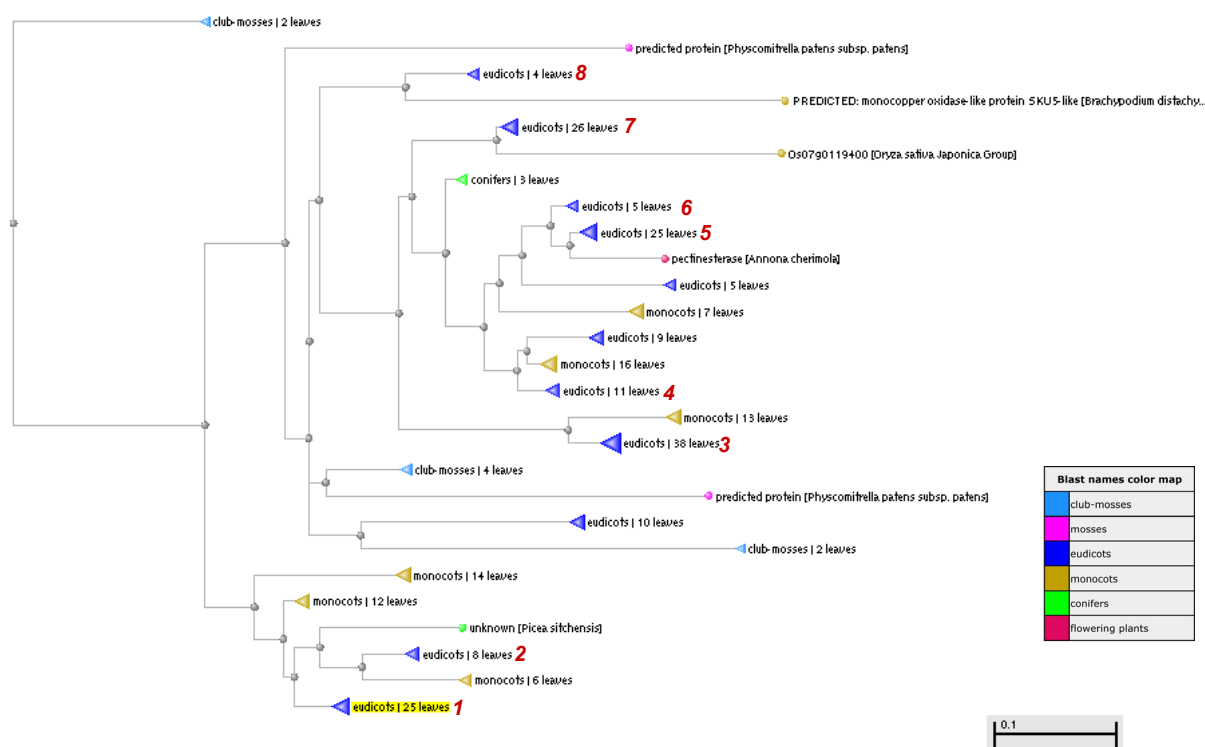 club-mosses | 2 leaves
predicted protein [Physcomitrella patens subsp. patens]
eudicots | 4 leaves 8
PREDICTED: monocopper oxidase-like protein SKU5-like [Brachypodium distachy...
eudicots | 26 leaves 7
Os07g0119400 [Oryza sativa Japonica Group]
conifers | 3 leaves
eudicots | 5 leaves 6
eudicots | 25 leaves 5
pectinesterase [Annona cherimola]
eudicots | 5 leaves
monocots | 7 leaves
eudicots | 9 leaves
monocots | 16 leaves
eudicots | 11 leaves 4
monocots | 13 leaves
eudicots | 38 leaves 3
club-mosses | 4 leaves
predicted protein [Physcomitrella patens subsp. patens]
eudicots | 10 leaves
club-mosses | 2 leaves
monocots | 14 leaves
monocots | 12 leaves
unknown [Picea sitchensis]
eudicots | 8 leaves 2
monocots | 6 leaves
eudicots | 25 leaves 1
Blast names color map
club-mosses
mosses
eudicots
monocots
conifers
flowering plants
0.1